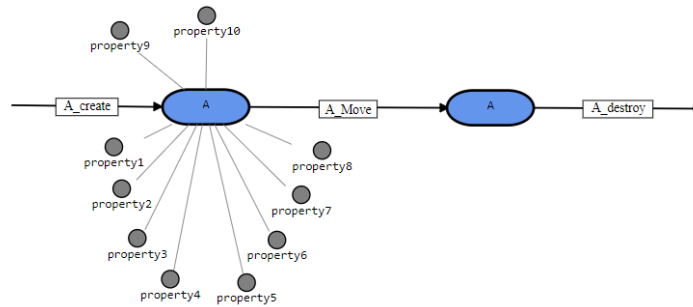 property10
property9
A_create
A
A_Move
A
A_destroy
property1
property8
property2
property7
property3
property6
property4
property5